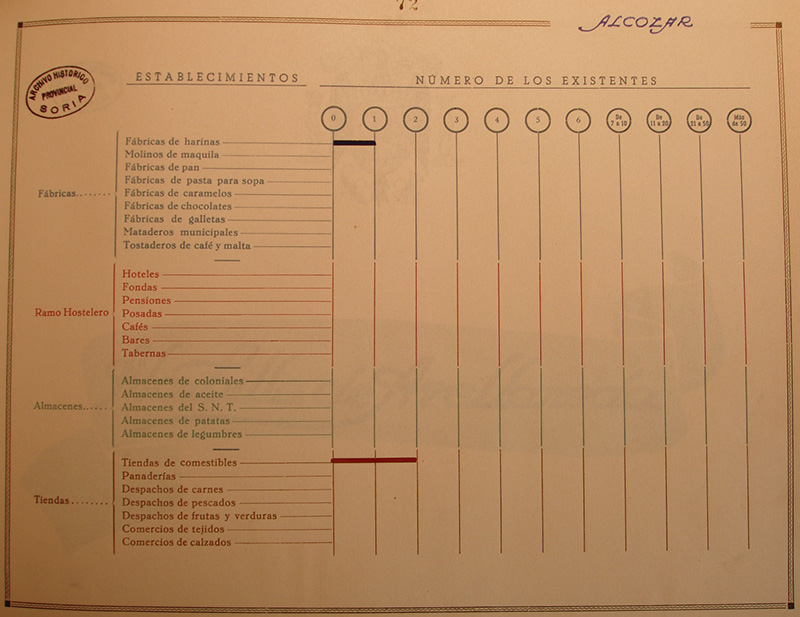 72
ALCOZAR
ARCHIVO HISTORICO
PROVINCIAL
SORIA
ESTABLECIMIENTOS
NÚMERO DE LOS EXISTENTES
0 1 2 3 4 5 6 De 7 a 10 De 11 a 20 De 21 a 50 Más de 50
Fábricas........
Fábricas de harinas
Molinos de maquila
Fábricas de pan
Fábricas de pasta para sopa
Fábricas de caramelos
Fábricas de chocolates
Fábricas de galletas
Mataderos municipales
Tostaderos de café y malta
Ramo Hostelero
Hoteles
Fondas
Pensiones
Posadas
Cafés
Bares
Tabernas
Almacenes......
Almacenes de coloniales
Almacenes de aceite
Almacenes del S. N. T.
Almacenes de patatas
Almacenes de legumbres
Tiendas.........
Tiendas de comestibles
Panaderías
Despachos de carnes
Despachos de pescados
Despachos de frutas y verduras
Comercios de tejidos
Comercios de calzados